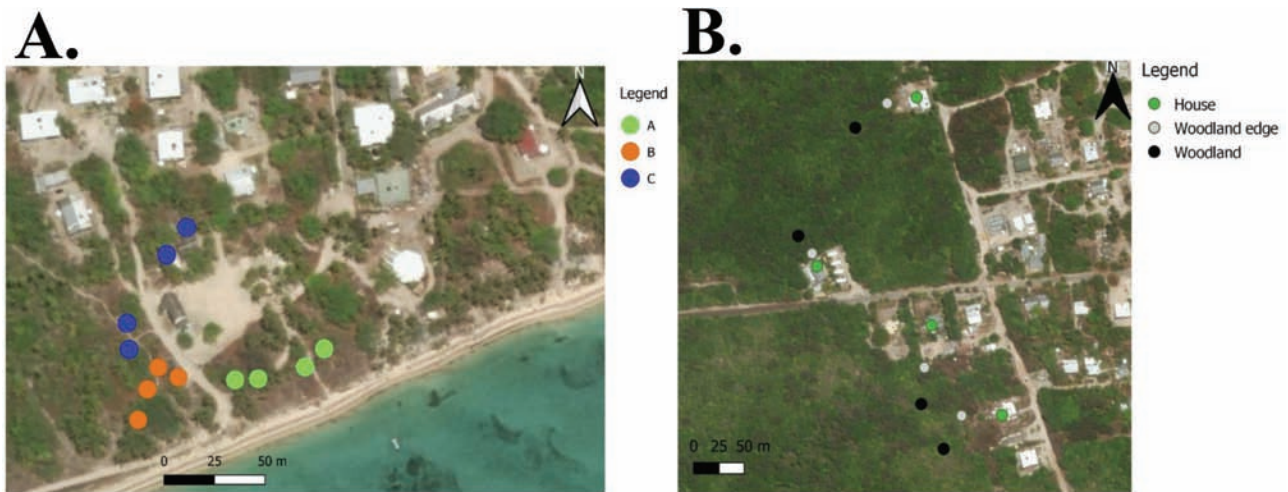 A.
N
Legend
A
B
C
0 25 50 m
B.
N
Legend
House
Woodland edge
Woodland
0 25 50 m